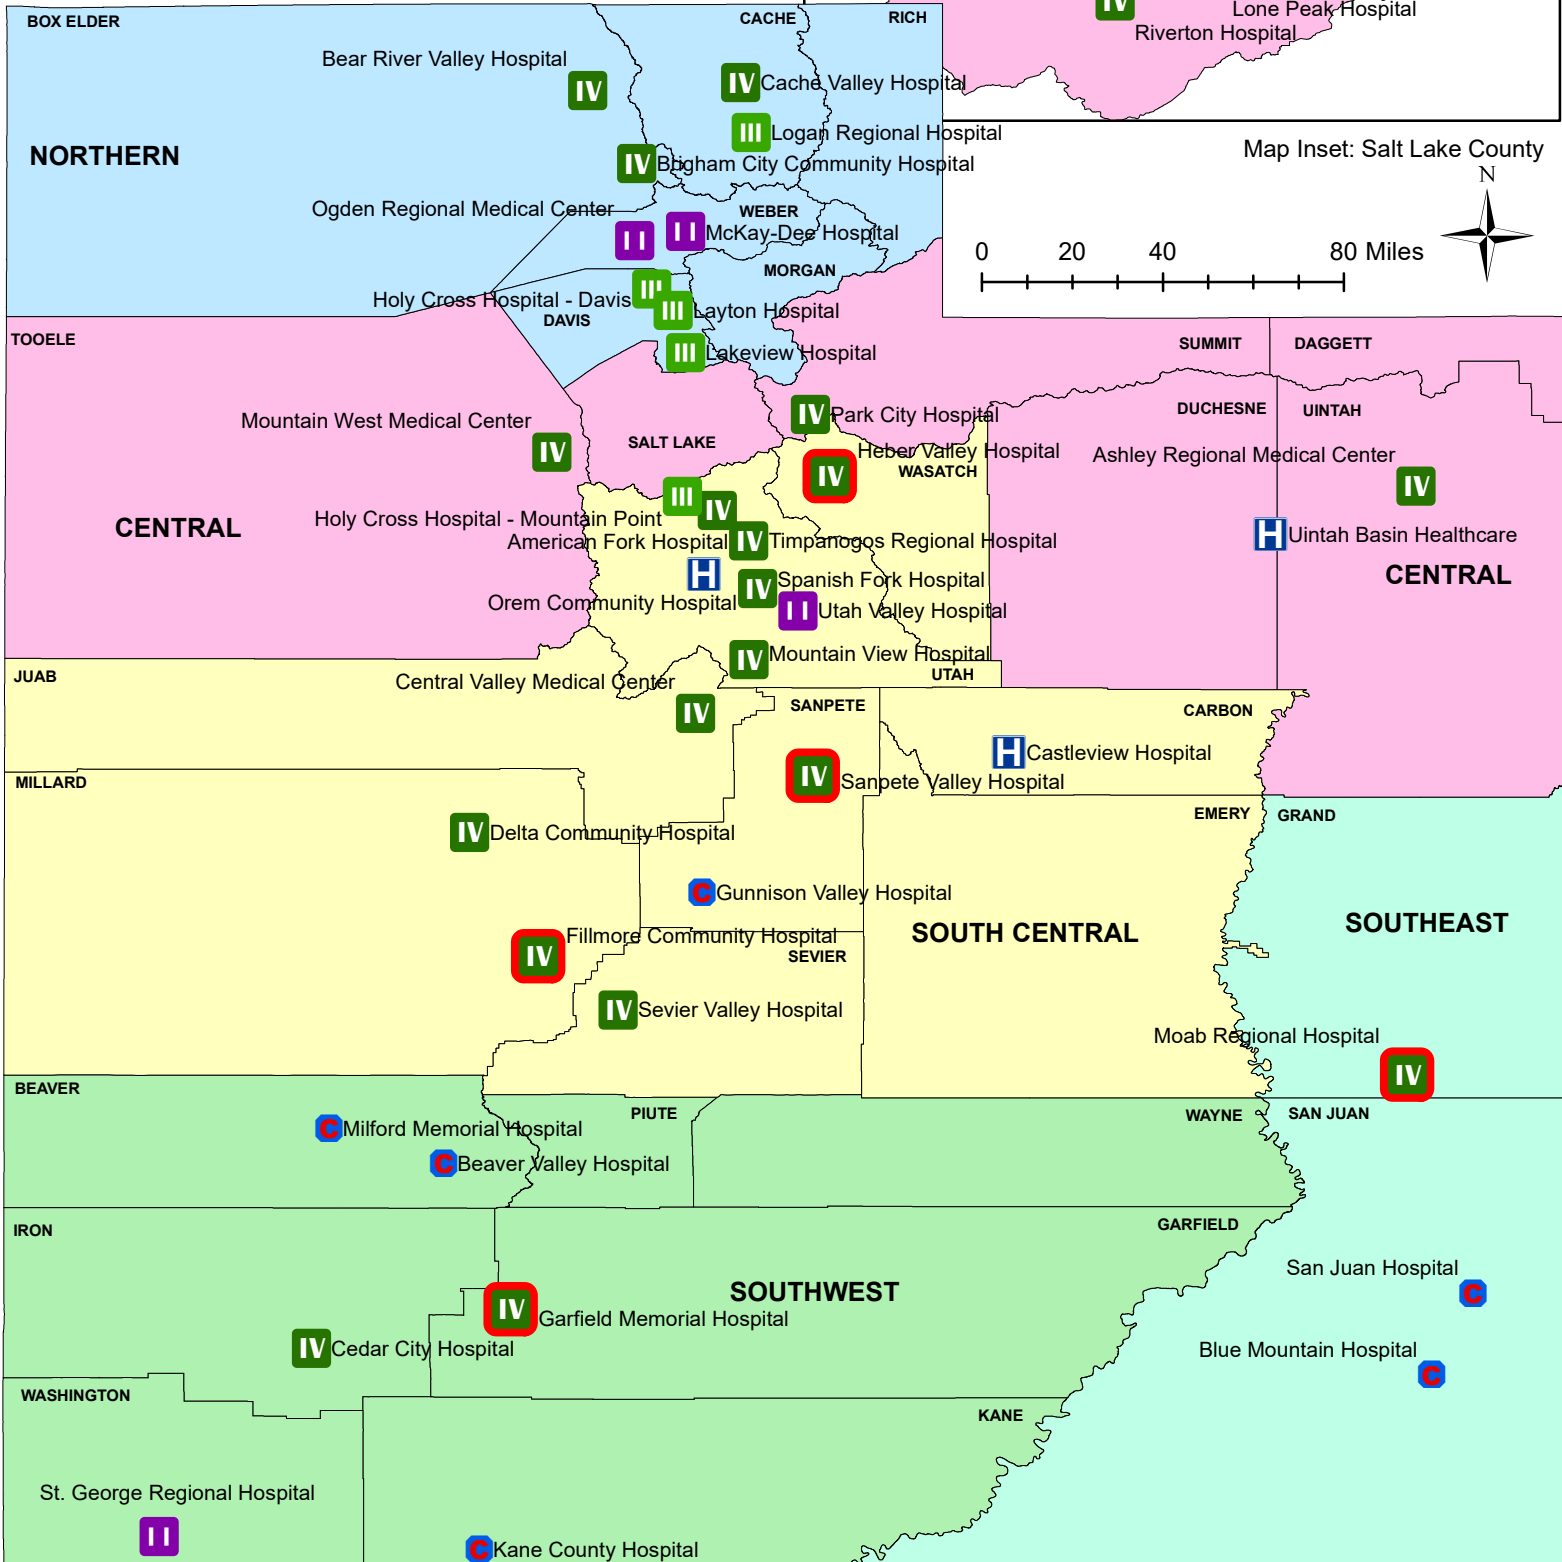 IV
Lone Peak Hospital
Riverton Hospital
BOX ELDER
CACHE
RICH
Bear River Valley Hospital
IV
IV
Cache Valley Hospital
III
Logan Regional Hospital
NORTHERN
IV
Brigham City Community Hospital
Map Inset: Salt Lake County
N
Ogden Regional Medical Center
WEBER
II
II
McKay-Dee Hospital
0 20 40 80 Miles
MORGAN
III
Holy Cross Hospital - Davis
III
Layton Hospital
DAVIS
TOOELE
III
Lakeview Hospital
SUMMIT
DAGGETT
DUCHESNE
UINTAH
IV
Park City Hospital
Mountain West Medical Center
IV
SALT LAKE
Heber Valley Hospital
IV
WASATCH
Ashley Regional Medical Center
IV
III
IV
Holy Cross Hospital - Mountain Point
CENTRAL
American Fork Hospital
IV
Timpanogos Regional Hospital
H
Uintah Basin Healthcare
CENTRAL
H
IV
Spanish Fork Hospital
Orem Community Hospital
II
Utah Valley Hospital
IV
Mountain View Hospital
UTAH
JUAB
Central Valley Medical Center
IV
SANPETE
CARBON
H
Castleview Hospital
MILLARD
IV
Sanpete Valley Hospital
EMERY
GRAND
IV
Delta Community Hospital
C
Gunnison Valley Hospital
SOUTH CENTRAL
SOUTHEAST
Fillmore Community Hospital
IV
SEVIER
IV
Sevier Valley Hospital
Moab Regional Hospital
IV
BEAVER
PIUTE
WAYNE
SAN JUAN
C
Milford Memorial Hospital
C
Beaver Valley Hospital
IRON
GARFIELD
San Juan Hospital
C
SOUTHWEST
IV
Garfield Memorial Hospital
IV
Cedar City Hospital
Blue Mountain Hospital
C
WASHINGTON
KANE
St. George Regional Hospital
II
C
Kane County Hospital